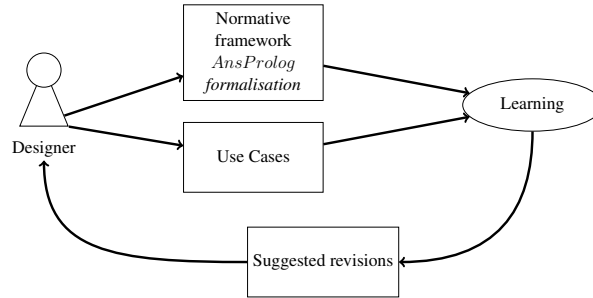 Normative
framework
AnsProlog
formalisation
Designer
Use Cases
Learning
Suggested revisions